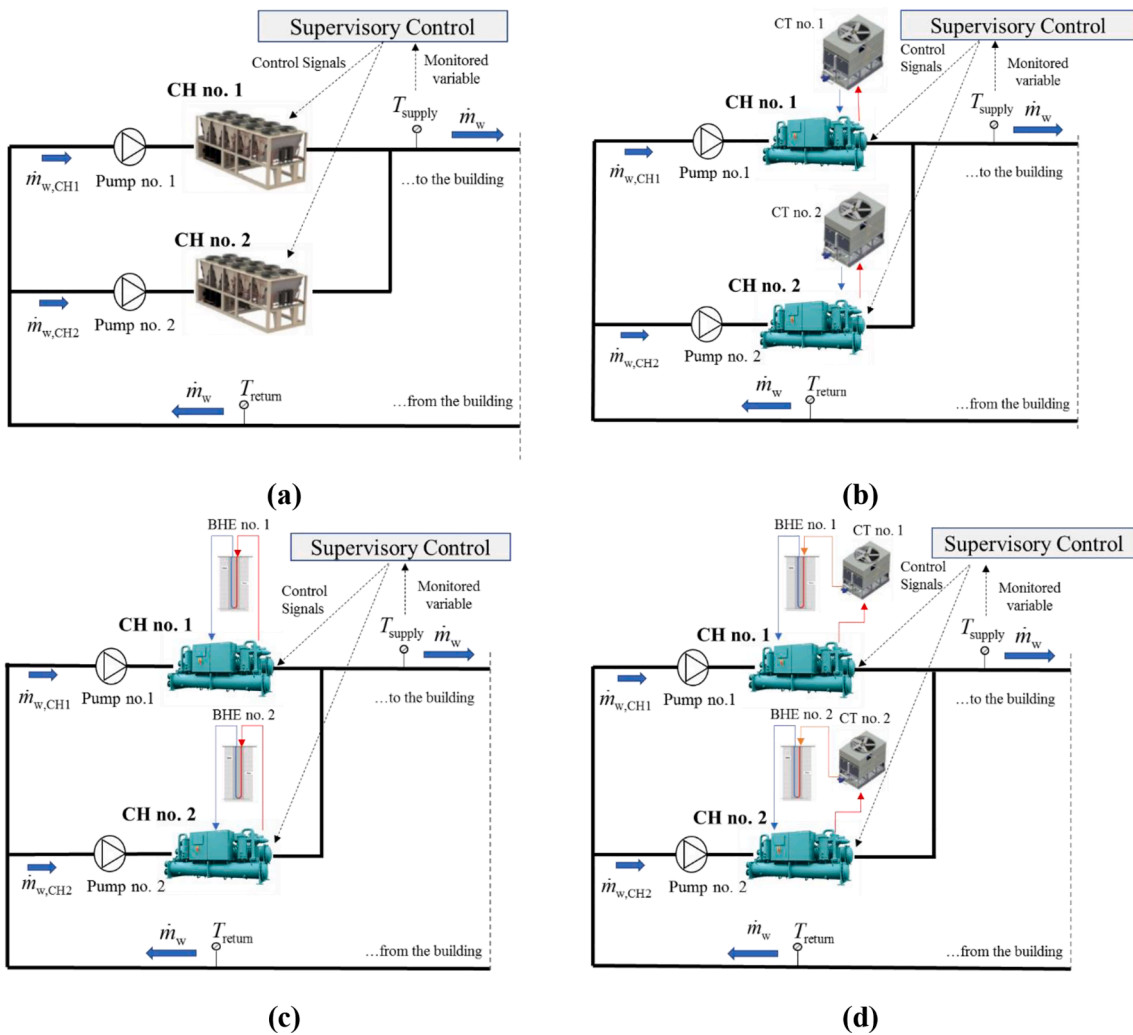 Supervisory Control
Control Signals
Monitored
variable
CH no. 1
T_supply
ṁ_w
ṁ_w,CH1
Pump no. 1
...to the building
CH no. 2
ṁ_w,CH2
Pump no. 2
ṁ_w
T_return
...from the building
(a)
CT no. 1
Supervisory Control
Control
Signals
Monitored
variable
CH no. 1
T_supply
ṁ_w
ṁ_w,CH1
Pump no.1
...to the building
CT no. 2
CH no. 2
ṁ_w,CH2
Pump no. 2
ṁ_w
T_return
...from the building
(b)
BHE no. 1
Supervisory Control
Control
Signals
Monitored
variable
CH no. 1
T_supply
ṁ_w
ṁ_w,CH1
Pump no.1
...to the building
BHE no. 2
CH no. 2
ṁ_w,CH2
Pump no. 2
ṁ_w
T_return
...from the building
(c)
BHE no. 1
CT no. 1
Supervisory Control
Control
Signals
Monitored
variable
CH no. 1
T_supply
ṁ_w
ṁ_w,CH1
Pump no.1
...to the building
BHE no. 2
CT no. 2
CH no. 2
ṁ_w,CH2
Pump no. 2
ṁ_w
T_return
...from the building
(d)